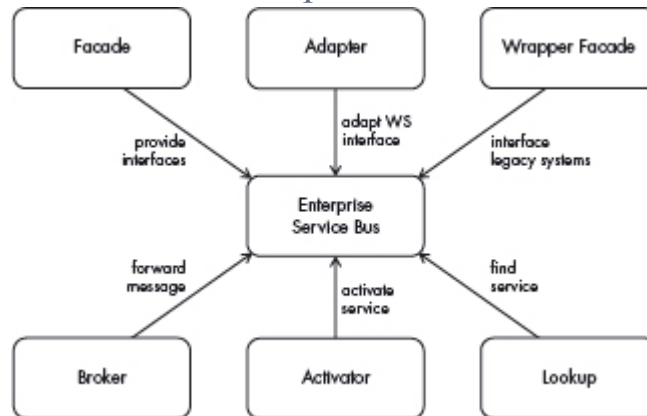 Facade
Adapter
Wrapper Facade
provide
interfaces
adapt WS
interface
interface
legacy systems
Enterprise
Service Bus
forward
message
activate
service
find
service
Broker
Activator
Lookup